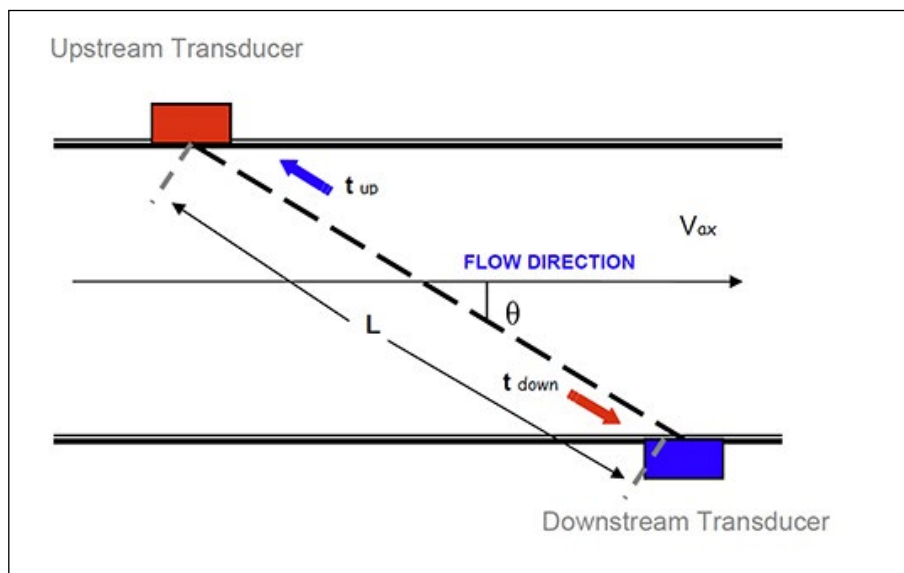 Upstream Transducer
t up
Vax
FLOW DIRECTION
θ
L
t down
Downstream Transducer